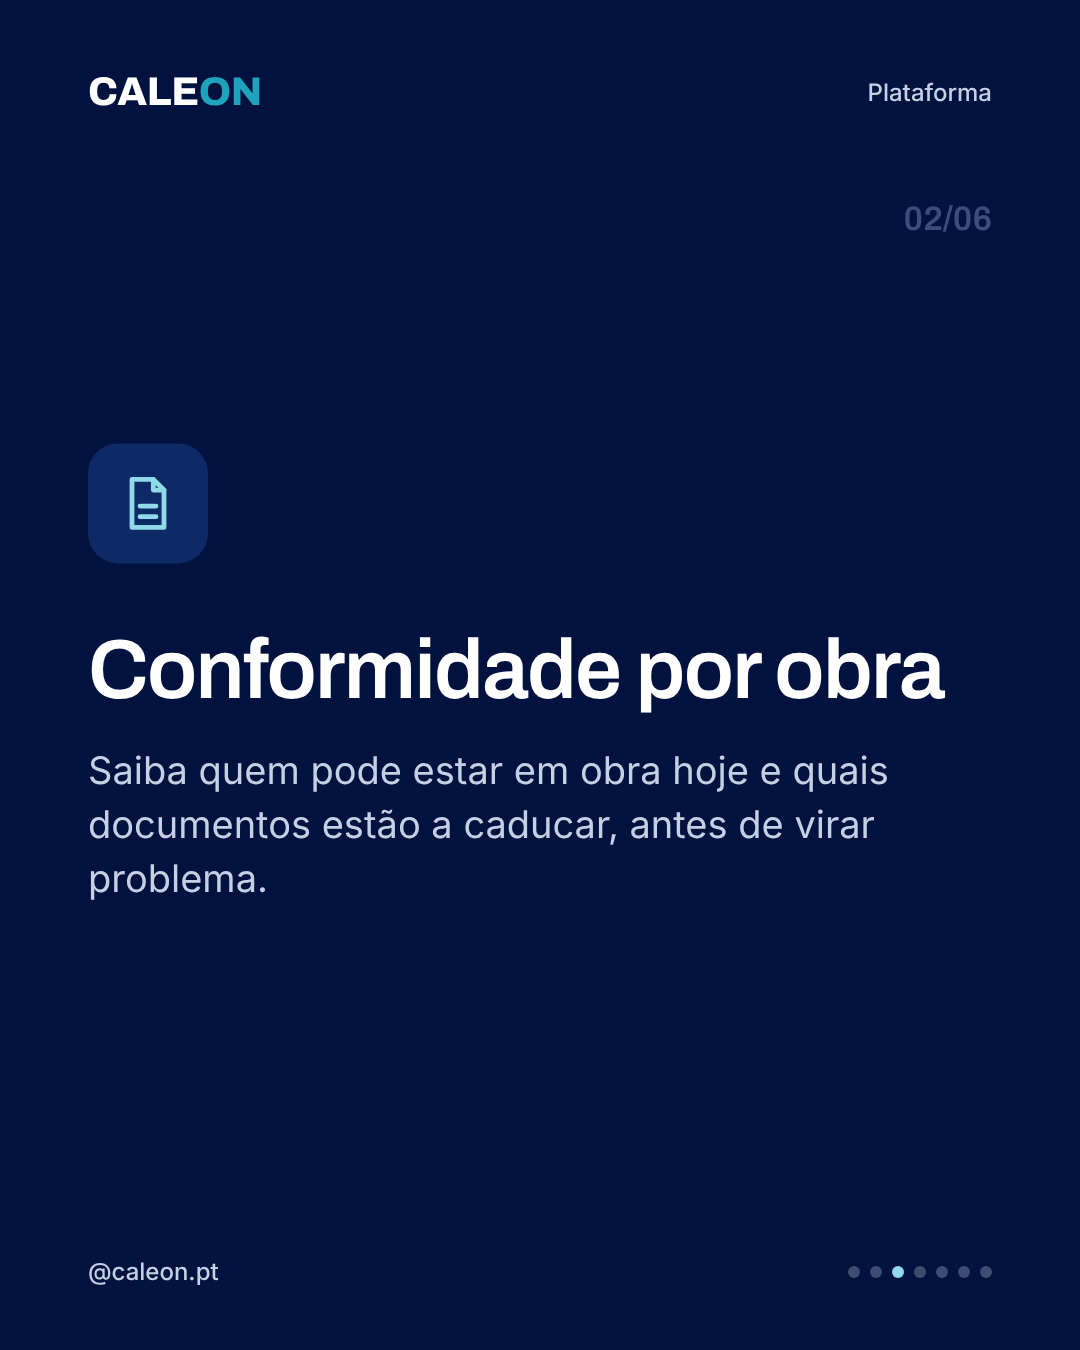 CALEON
Plataforma
02/06
Conformidade por obra
Saiba quem pode estar em obra hoje e quais
documentos estão a caducar, antes de virar
problema.
@caleon.pt